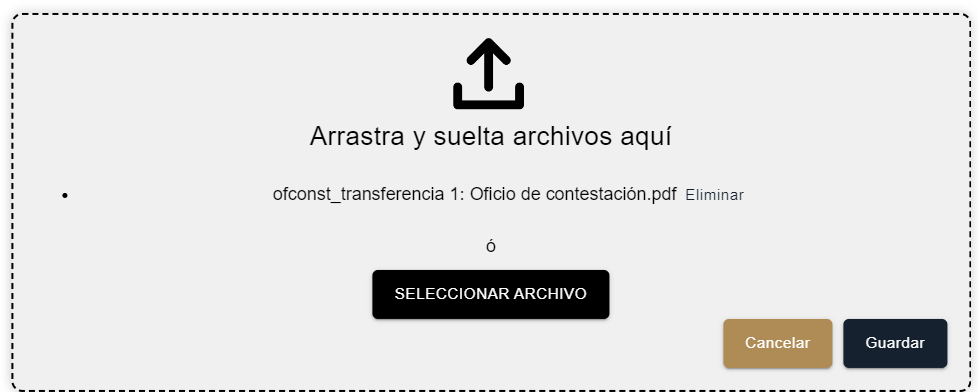 Arrastra y suelta archivos aquí
ofconst_transferencia 1: Oficio de contestación.pdf Eliminar
ó
SELECCIONAR ARCHIVO
Cancelar Guardar